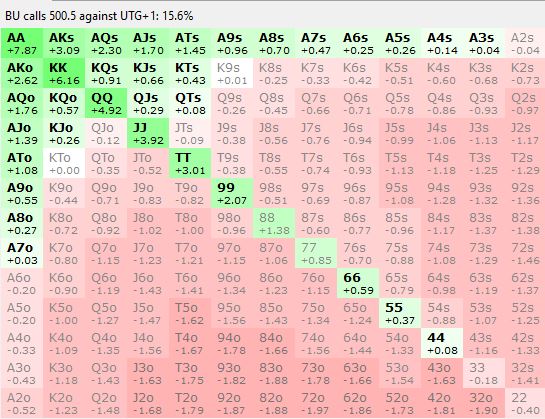 BU calls 500.5 against UTG+1: 15.6%
AA AKs AQs AJs ATs A9s A8s A7s A6s A5s A4s A3s A2s
+7.87 +3.09 +2.30 +1.70 +1.45 +0.96 +0.70 +0.47 +0.25 +0.26 +0.14 +0.04 -0.04
AKo KK KQs KJs KTs K9s K8s K7s K6s K5s K4s K3s K2s
+2.62 +6.16 +0.91 +0.66 +0.43 +0.01 -0.25 -0.33 -0.42 -0.51 -0.60 -0.68 -0.73
AQo KQo QQ QJs QTs Q9s Q8s Q7s Q6s Q5s Q4s Q3s Q2s
+1.76 +0.57 +4.92 +0.29 +0.08 -0.26 -0.45 -0.66 -0.71 -0.78 -0.86 -0.93 -0.97
AJo KJo QJo JJ JTs J9s J8s J7s J6s J5s J4s J3s J2s
+1.39 +0.26 -0.12 +3.92 -0.09 -0.38 -0.56 -0.76 -0.94 -0.99 -1.06 -1.13 -1.17
ATo KTo QTo JTo TT T9s T8s T7s T6s T5s T4s T3s T2s
+1.08 +0.00 -0.35 -0.52 +3.01 -0.38 -0.55 -0.74 -0.93 -1.13 -1.18 -1.25 -1.29
A9o K9o Q9o J9o T9o 99 98s 97s 96s 95s 94s 93s 92s
+0.55 -0.44 -0.71 -0.83 -0.82 +2.07 -0.51 -0.69 -0.87 -1.08 -1.28 -1.32 -1.36
A8o K8o Q8o J8o T8o 98o 88 87s 86s 85s 84s 83s 82s
+0.27 -0.72 -0.92 -1.02 -1.00 -0.96 +1.38 -0.60 -0.77 -0.96 -1.17 -1.37 -1.38
A7o K7o Q7o J7o T7o 97o 87o 77 76s 75s 74s 73s 72s
+0.03 -0.80 -1.15 -1.23 -1.21 -1.15 -1.06 +0.85 -0.70 -0.88 -1.08 -1.29 -1.46
A6o K6o Q6o J6o T6o 96o 86o 76o 66 65s 64s 63s 62s
-0.20 -0.90 -1.19 -1.43 -1.41 -1.34 -1.23 -1.15 +0.59 -0.79 -0.98 -1.19 -1.37
A5o K5o Q5o J5o T5o 95o 85o 75o 65o 55 54s 53s 52s
-0.20 -1.00 -1.27 -1.47 -1.62 -1.56 -1.43 -1.34 -1.24 +0.37 -0.88 -1.07 -1.25
A4o K4o Q4o J4o T4o 94o 84o 74o 64o 54o 44 43s 42s
-0.33 -1.09 -1.35 -1.56 -1.67 -1.78 -1.66 -1.56 -1.44 -1.33 +0.08 -1.16 -1.33
A3o K3o Q3o J3o T3o 93o 83o 73o 63o 53o 43o 33 32s
-0.43 -1.18 -1.43 -1.63 -1.75 -1.82 -1.88 -1.78 -1.66 -1.54 -1.63 -0.18 -1.41
A2o K2o Q2o J2o T2o 92o 82o 72o 62o 52o 42o 32o 22
-0.52 -1.23 -1.48 -1.68 -1.79 -1.87 -1.88 -1.97 -1.86 -1.73 -1.81 -1.90 -0.40